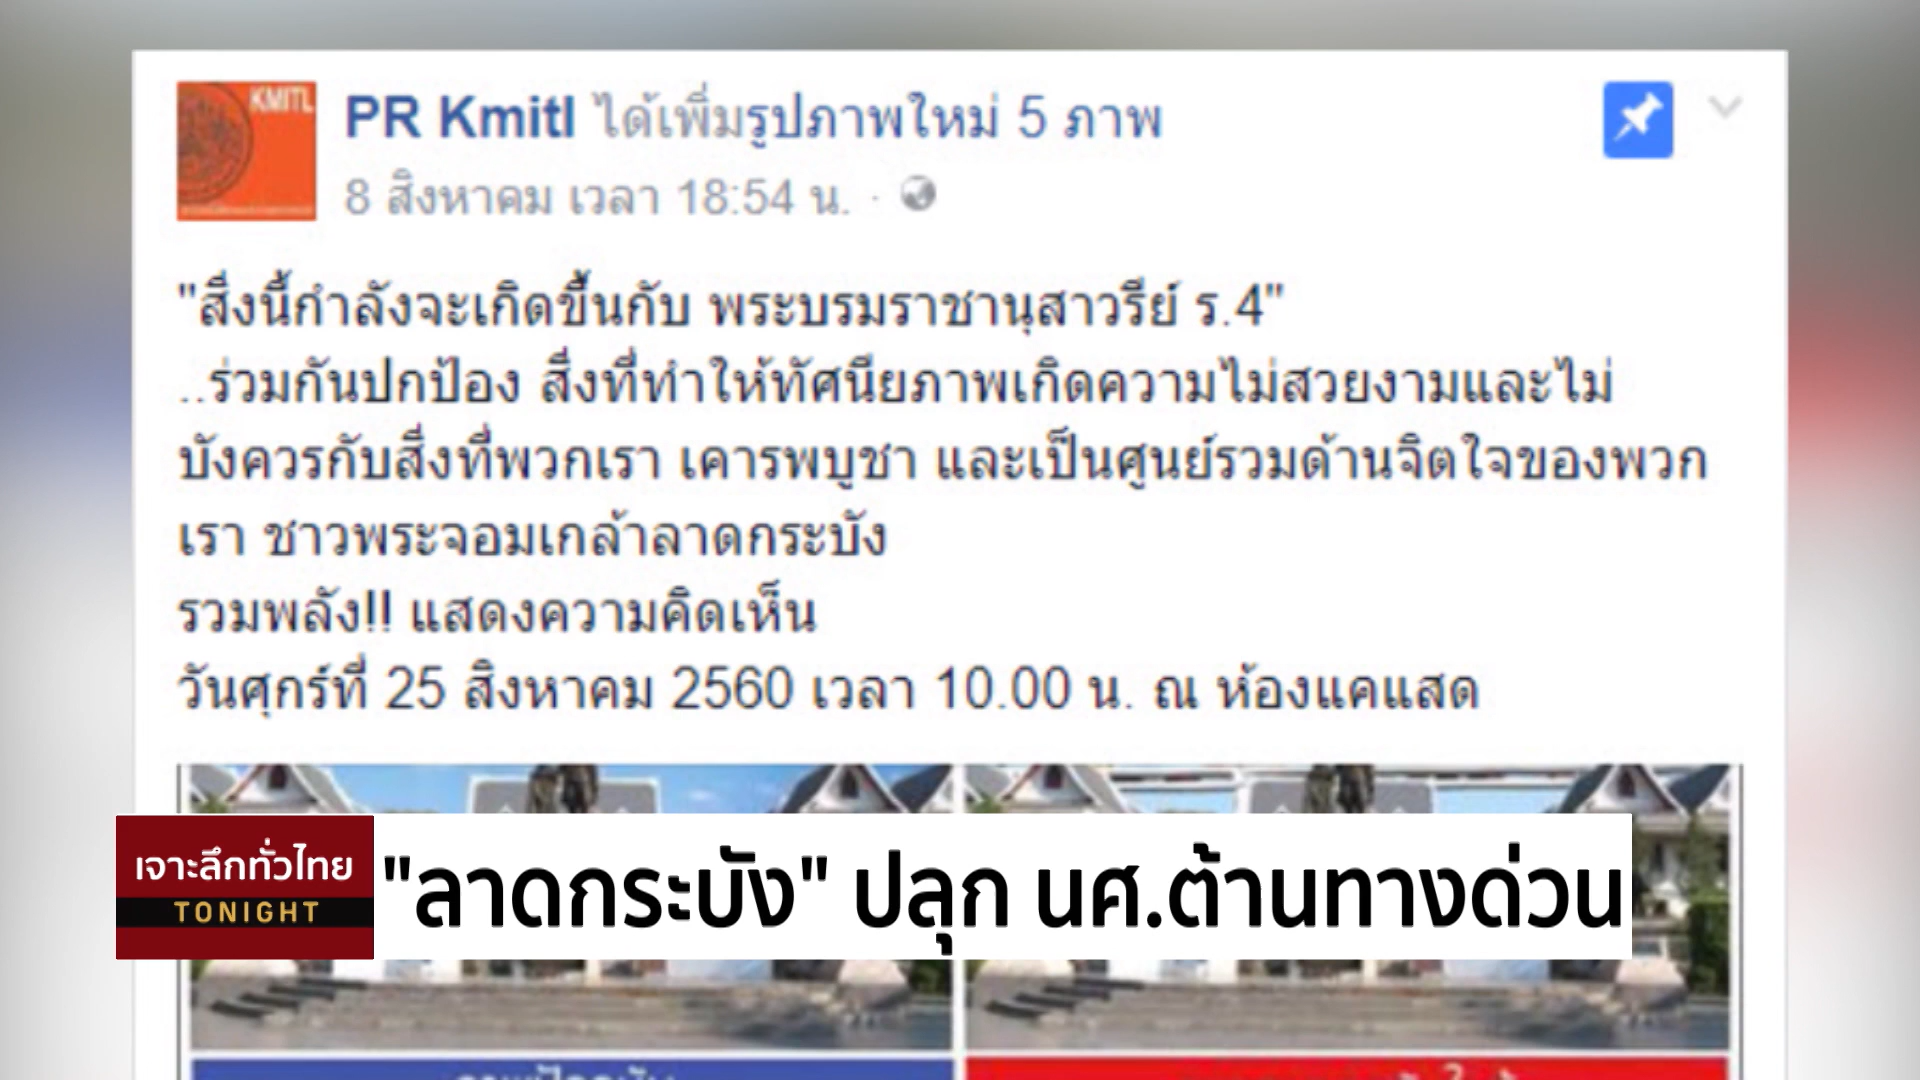 KMITL
PR Kmitl ได้เพิ่มรูปภาพใหม่ 5 ภาพ
8 สิงหาคม เวลา 18:54 น. ·
"สิ่งนี้กำลังจะเกิดขึ้นกับ พระบรมราชานุสาวรีย์ ร.4"
..ร่วมกันปกป้อง สิ่งที่ทำให้ทัศนียภาพเกิดความไม่สวยงามและไม่
บังควรกับสิ่งที่พวกเรา เคารพบูชา และเป็นศูนย์รวมด้านจิตใจของพวก
เรา ชาวพระจอมเกล้าลาดกระบัง
รวมพลัง!! แสดงความคิดเห็น
วันศุกร์ที่ 25 สิงหาคม 2560 เวลา 10.00 น. ณ ห้องแคแสด
เจาะลึกทั่วไทย
TONIGHT
"ลาดกระบัง" ปลุก นศ.ต้านทางด่วน